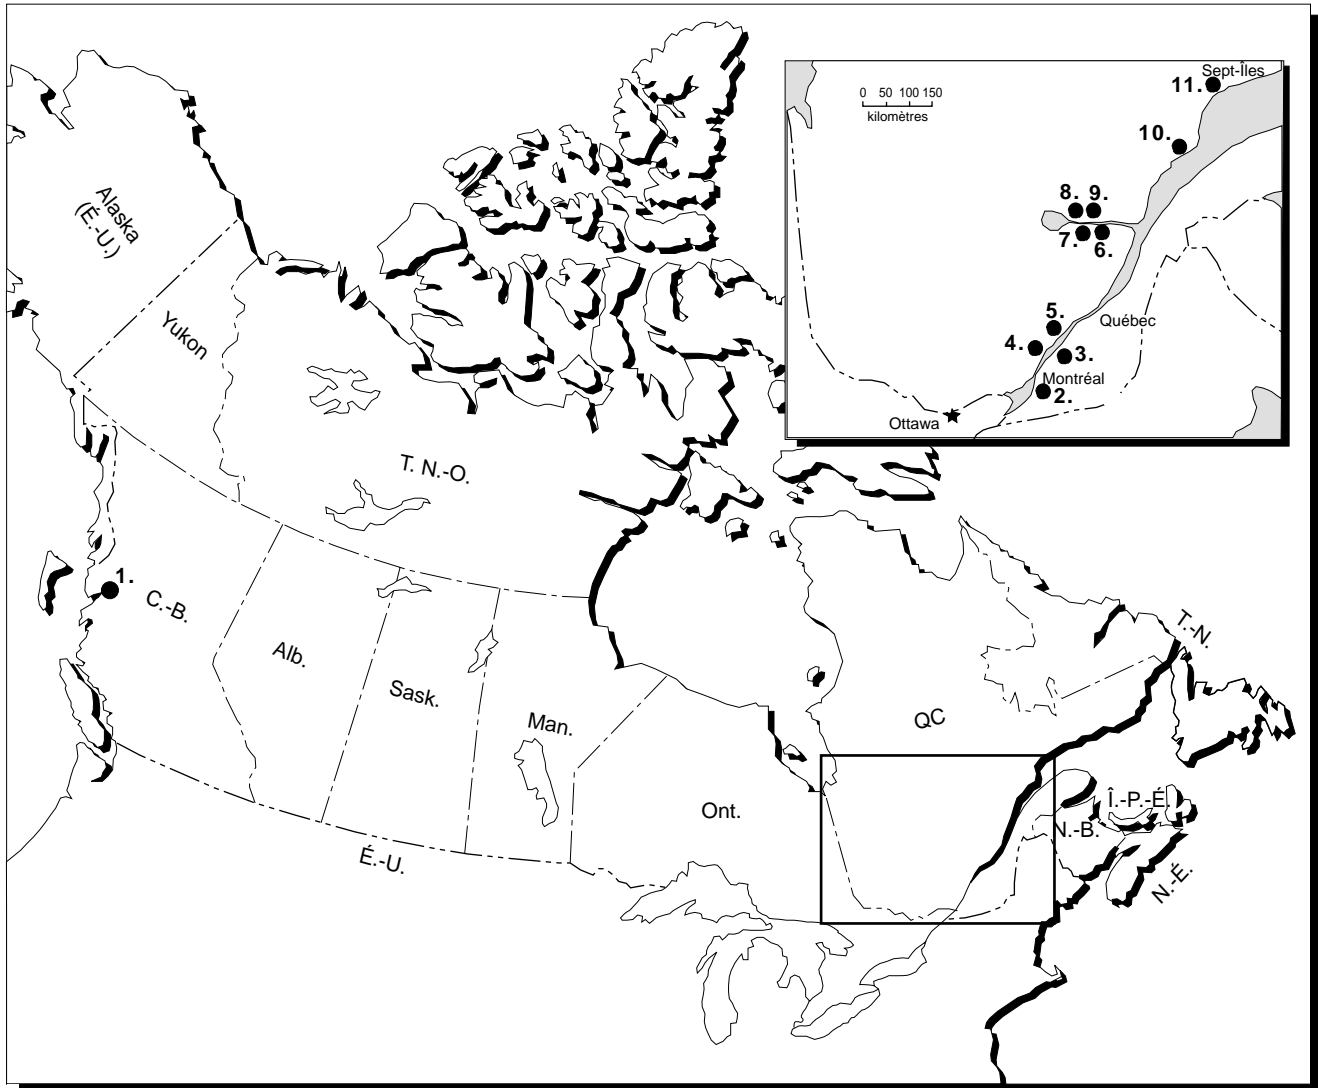 Sept-Îles
11.
0 50 100 150
kilomètres
10.
8. 9.
7. 6.
5.
Québec
4.
3.
Montréal
2.
Ottawa
Alaska
(É.-U.)
Yukon
T. N.-O.
1.
C.-B.
Alb.
Sask.
Man.
Ont.
QC
T.-N.
Î.-P.-É.
N.-B.
N.-É.
É.-U.